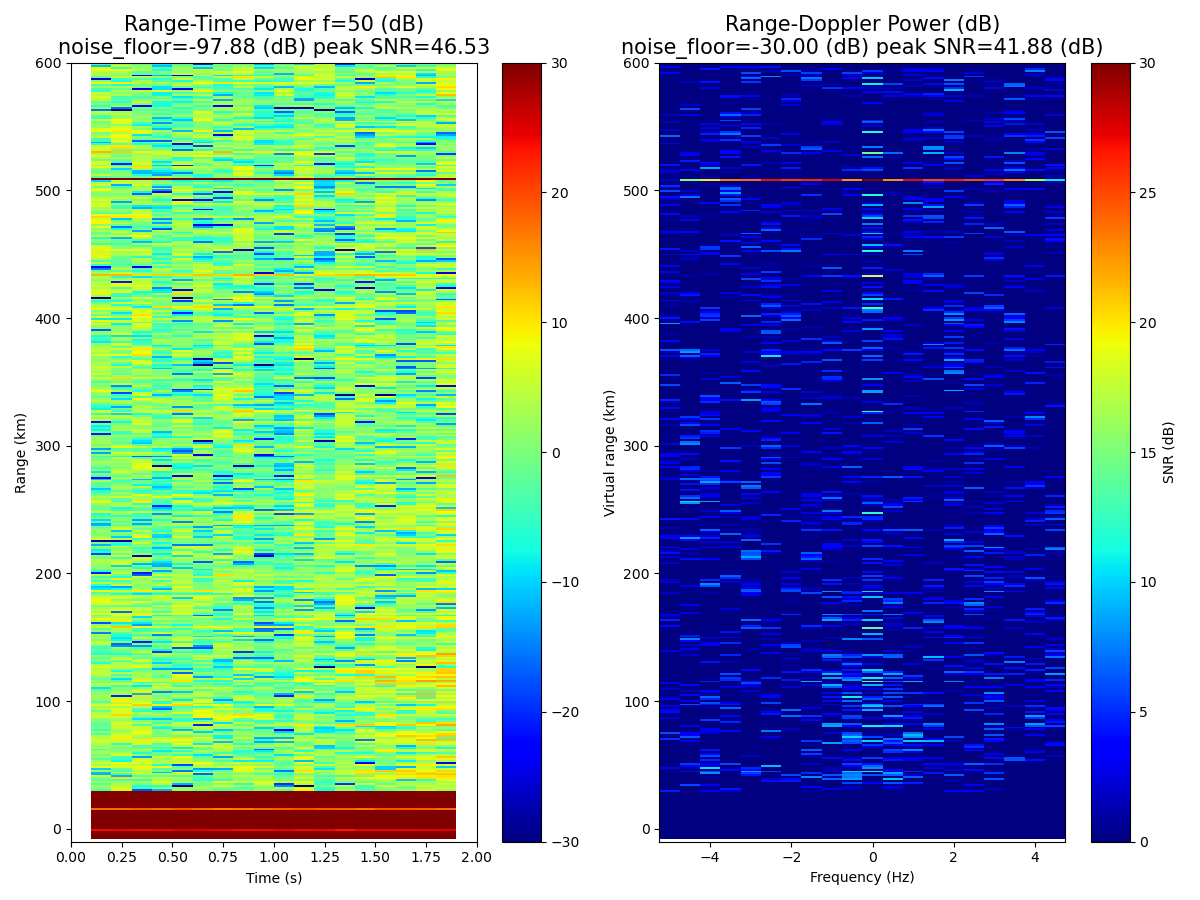 Range-Time Power f=50 (dB)
noise_floor=-97.88 (dB) peak SNR=46.53
Range-Doppler Power (dB)
noise_floor=-30.00 (dB) peak SNR=41.88 (dB)
600
500
400
300
200
100
0
Range (km)
0.00 0.25 0.50 0.75 1.00 1.25 1.50 1.75 2.00
Time (s)
30
20
10
0
−10
−20
−30
600
500
400
300
200
100
0
Virtual range (km)
−4 −2 0 2 4
Frequency (Hz)
30
25
20
15
10
5
0
SNR (dB)